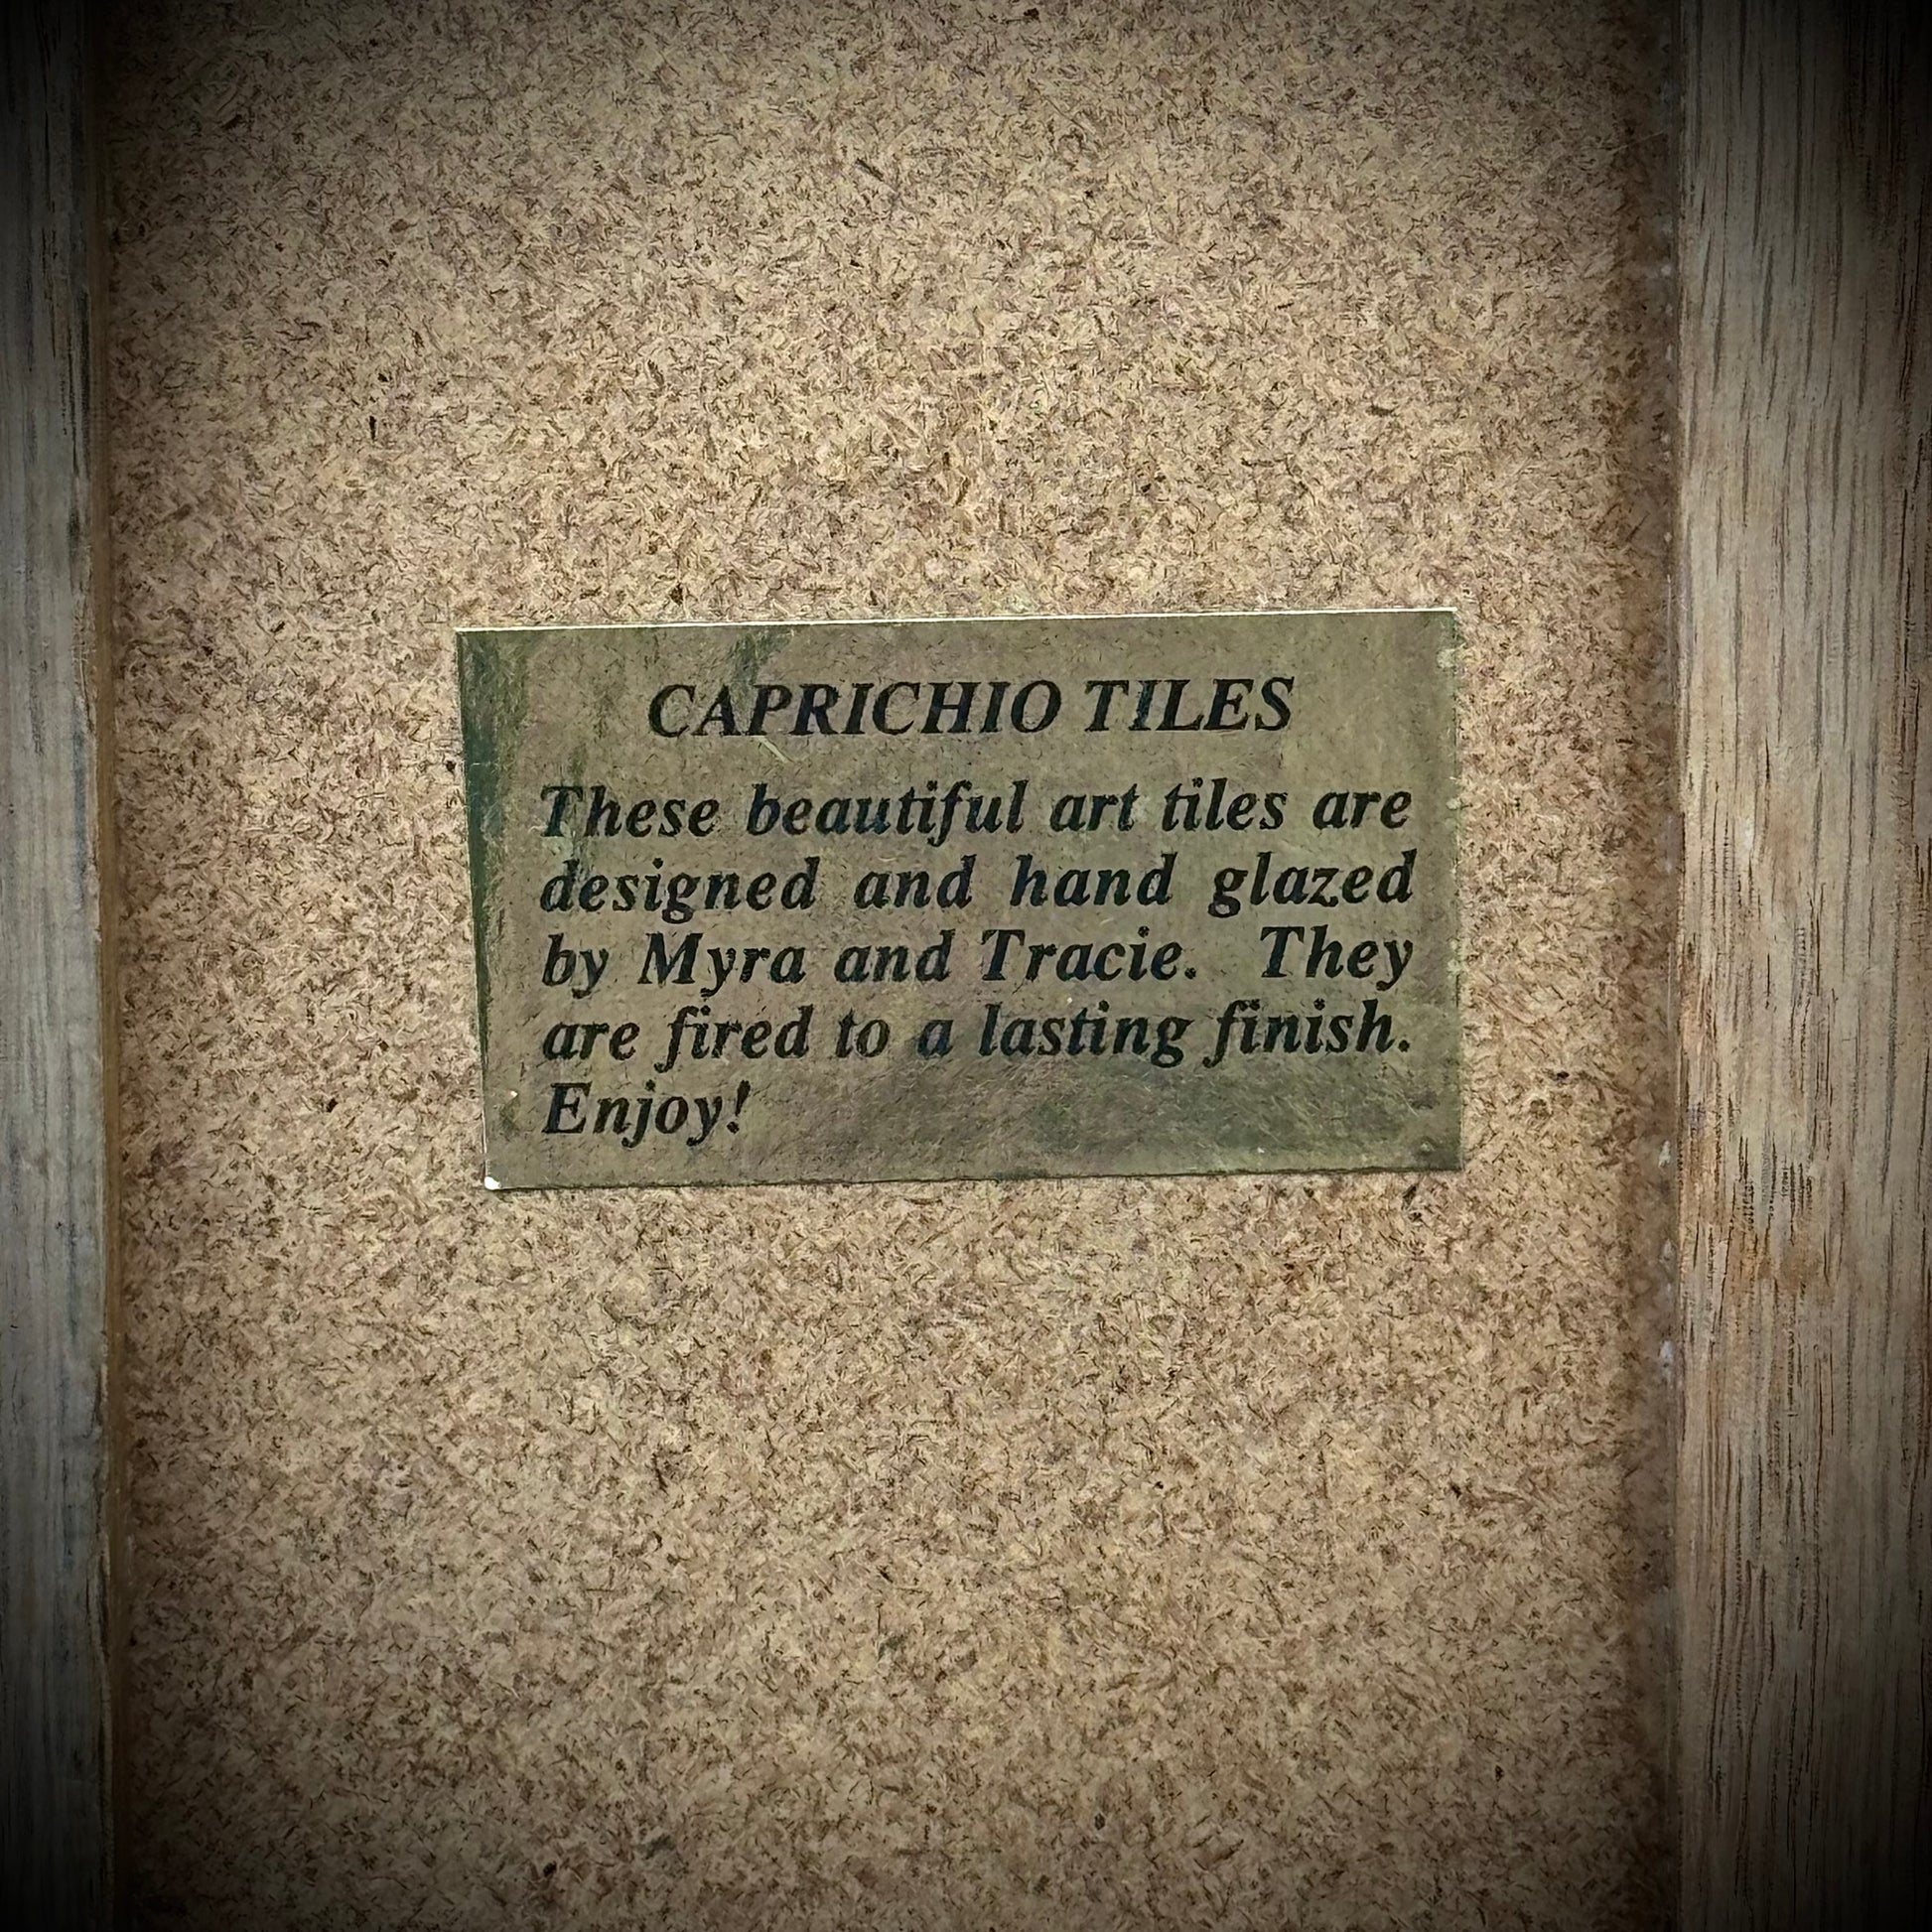 CAPRICHIO TILES
These beautiful art tiles are
designed and hand glazed
by Myra and Tracie. They
are fired to a lasting finish.
Enjoy!